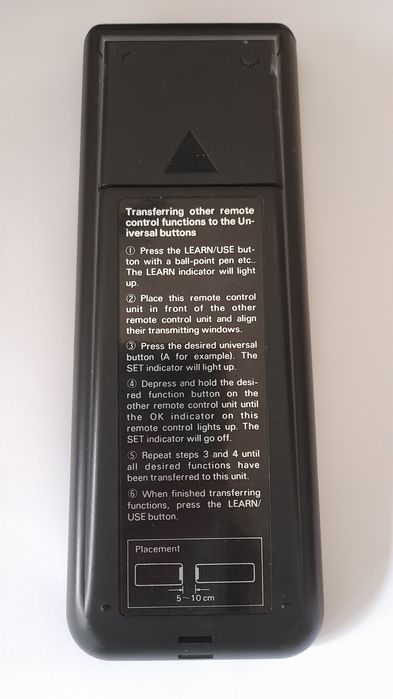 Transferring other remote
control functions to the Un-
iversal buttons
① Press the LEARN/USE but-
ton with a ball-point pen etc..
The LEARN indicator will light
up.
② Place this remote control
unit in front of the other
remote control unit and align
their transmitting windows.
③ Press the desired universal
button (A for example). The
SET indicator will light up.
④ Depress and hold the desi-
red function button on the
other remote control unit until
the OK indicator on this
remote control lights up. The
SET indicator will go off.
⑤ Repeat steps 3 and 4 until
all desired functions have
been transferred to this unit.
⑥ When finished transferring
functions, press the LEARN/
USE button.
Placement
5~10 cm